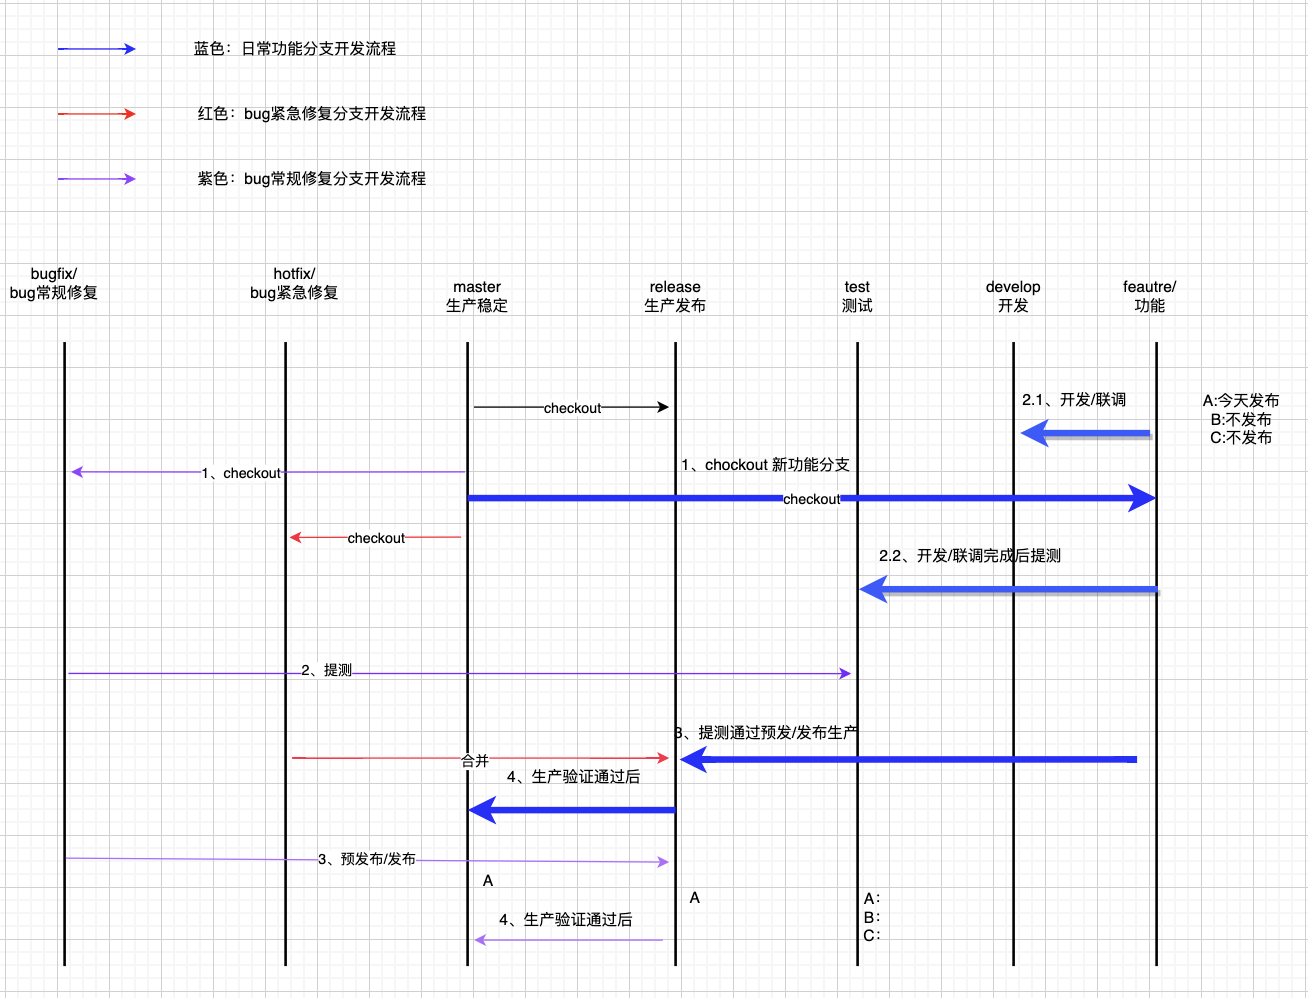 蓝色：日常功能分支开发流程
红色：bug紧急修复分支开发流程
紫色：bug常规修复分支开发流程
bugfix/
bug常规修复
hotfix/
bug紧急修复
master
生产稳定
release
生产发布
test
测试
develop
开发
feautre/
功能
checkout
2.1、开发/联调
A:今天发布
B:不发布
C:不发布
1、checkout
1、chockout 新功能分支
checkout
checkout
2.2、开发/联调完成后提测
2、提测
3、提测通过预发/发布生产
合并
4、生产验证通过后
3、预发布/发布
A
A
A：
B：
C：
4、生产验证通过后